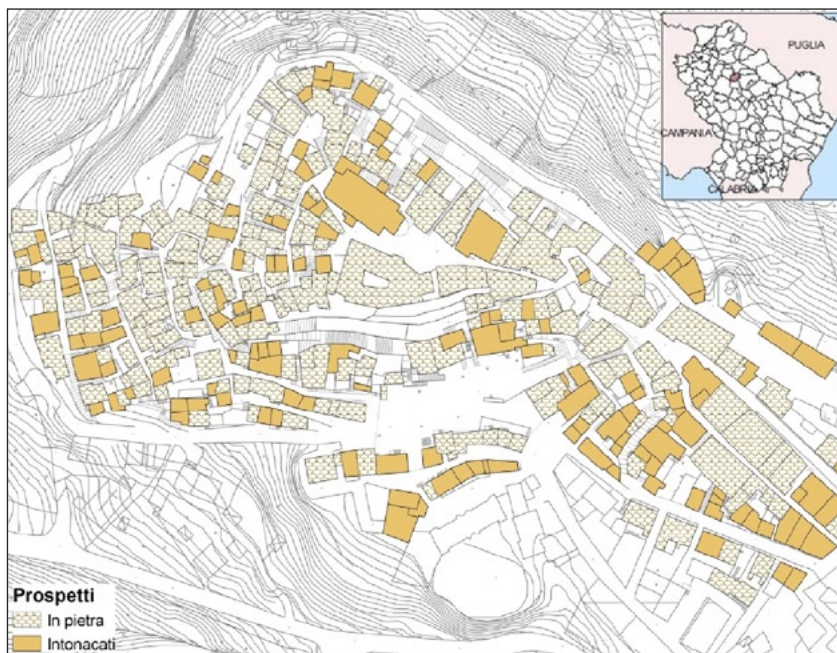 PUGLIA
CAMPANIA
CALABRIA
Prospetti
In pietra
Intonacati